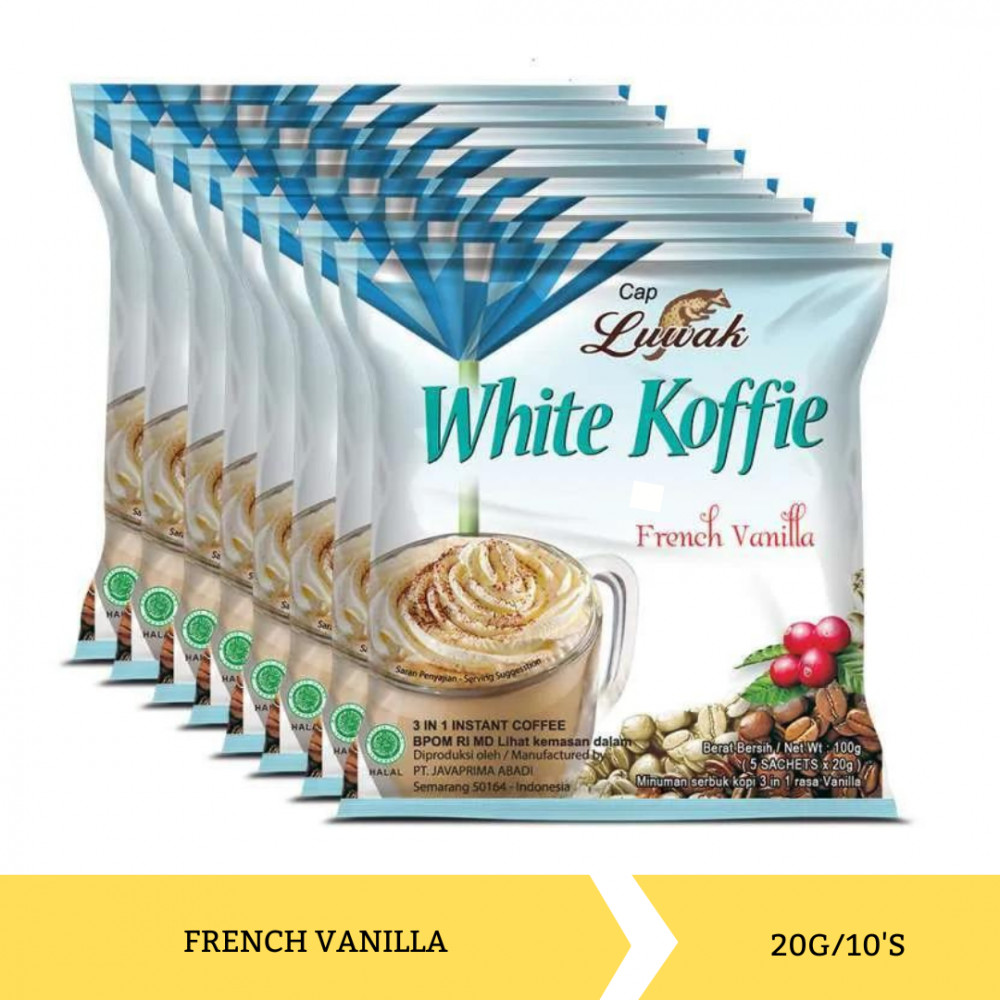 Cap
Luwak
White Koffie
French Vanilla
Saran Penyajian - Serving Suggesstion
3 IN 1 INSTANT COFFEE
BPOM RI MD Lihat kemasan dalam
Diproduksi oleh / Manufactured by
PT. JAVAPRIMA ABADI
Semarang 50164 - Indonesia
HALAL
Berat Bersih / Net Wt : 100g
( 5 SACHETS x 20g )
Minuman serbuk kopi 3 in 1 rasa Vanilla
FRENCH VANILLA
20G/10'S